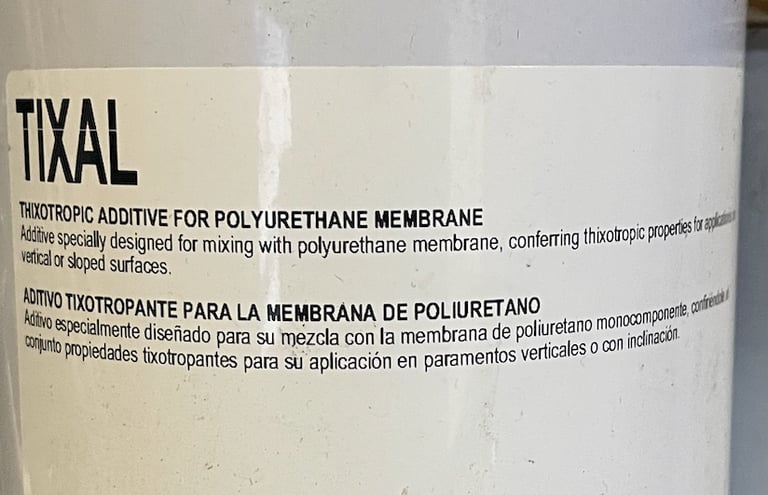 TIXAL
THIXOTROPIC ADDITIVE FOR POLYURETHANE MEMBRANE
Additive specially designed for mixing with polyurethane membrane, conferring thixotropic properties for
vertical or sloped surfaces.
ADITIVO TIXOTROPANTE PARA LA MEMBRANA DE POLIURETANO
Aditivo especialmente diseñado para su mezcla con la membrana de poliuretano monocomponente, confiriéndole al
conjunto propiedades tixotropantes para su aplicación en paramentos verticales o con inclinación.